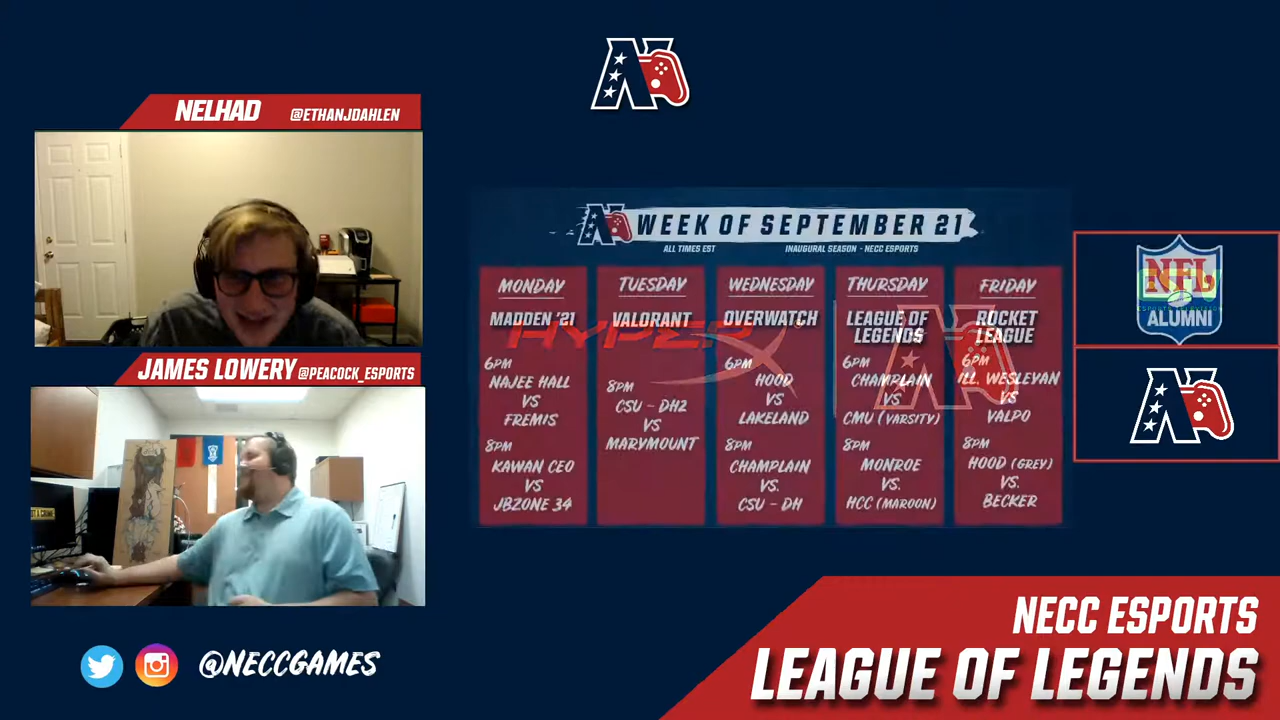 NELHAD @ETHANJDAHLEN
JAMES LOWERY @PEACOCK_ESPORTS
@NECCGAMES
WEEK OF SEPTEMBER 21
ALL TIMES EST
INAUGURAL SEASON - NECC ESPORTS
MONDAY
MADDEN '21
6PM
NAJEE HALL
VS
FREMIS
8PM
KAWAN CEO
VS
JBZONE 34
TUESDAY
VALORANT
8PM
CSU - DH2
VS
MARYMOUNT
WEDNESDAY
OVERWATCH
6PM
HOOD
VS
LAKELAND
8PM
CHAMPLAIN
VS.
CSU - DH
THURSDAY
LEAGUE OF
LEGENDS
6PM
CHAMPLAIN
VS
CMU (VARSITY)
8PM
MONROE
VS.
HCC (MAROON)
FRIDAY
ROCKET
LEAGUE
6PM
ILL. WESLEYAN
VS
VALPO
8PM
HOOD (GREY)
VS.
BECKER
HYPERX
NFL
ALUMNI
NECC ESPORTS
LEAGUE OF LEGENDS